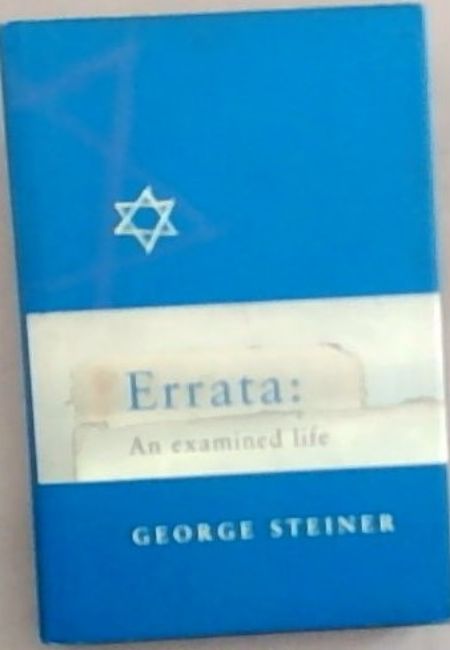 Errata:
An examined life
GEORGE STEINER